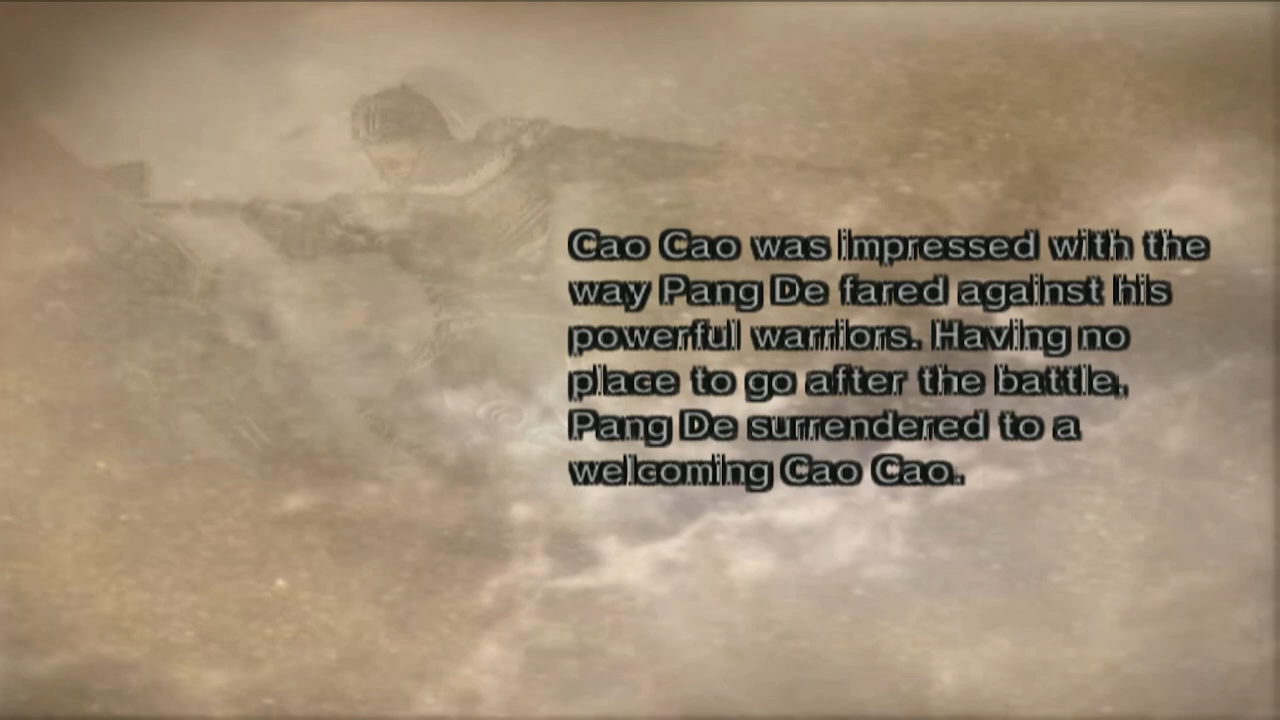 Cao Cao was impressed with the
way Pang De fared against his
powerful warriors. Having no
place to go after the battle,
Pang De surrendered to a
welcoming Cao Cao.